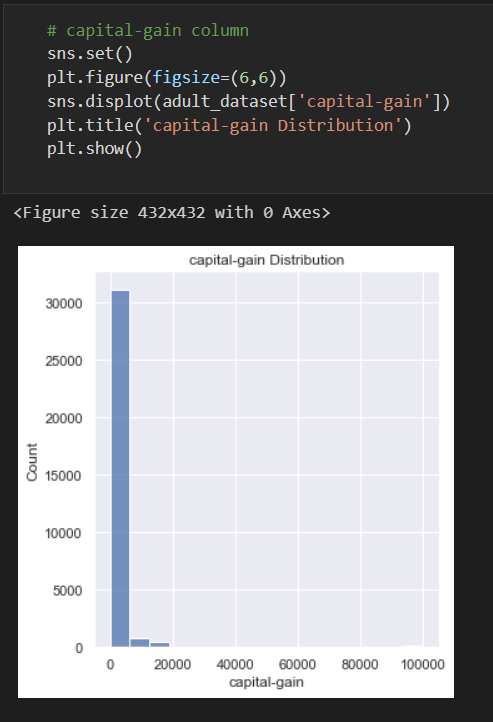 # capital-gain column
sns.set()
plt.figure(figsize=(6,6))
sns.displot(adult_dataset['capital-gain'])
plt.title('capital-gain Distribution')
plt.show()
<Figure size 432x432 with 0 Axes>
capital-gain Distribution
30000
25000
20000
15000
10000
5000
0
Count
0 20000 40000 60000 80000 100000
capital-gain